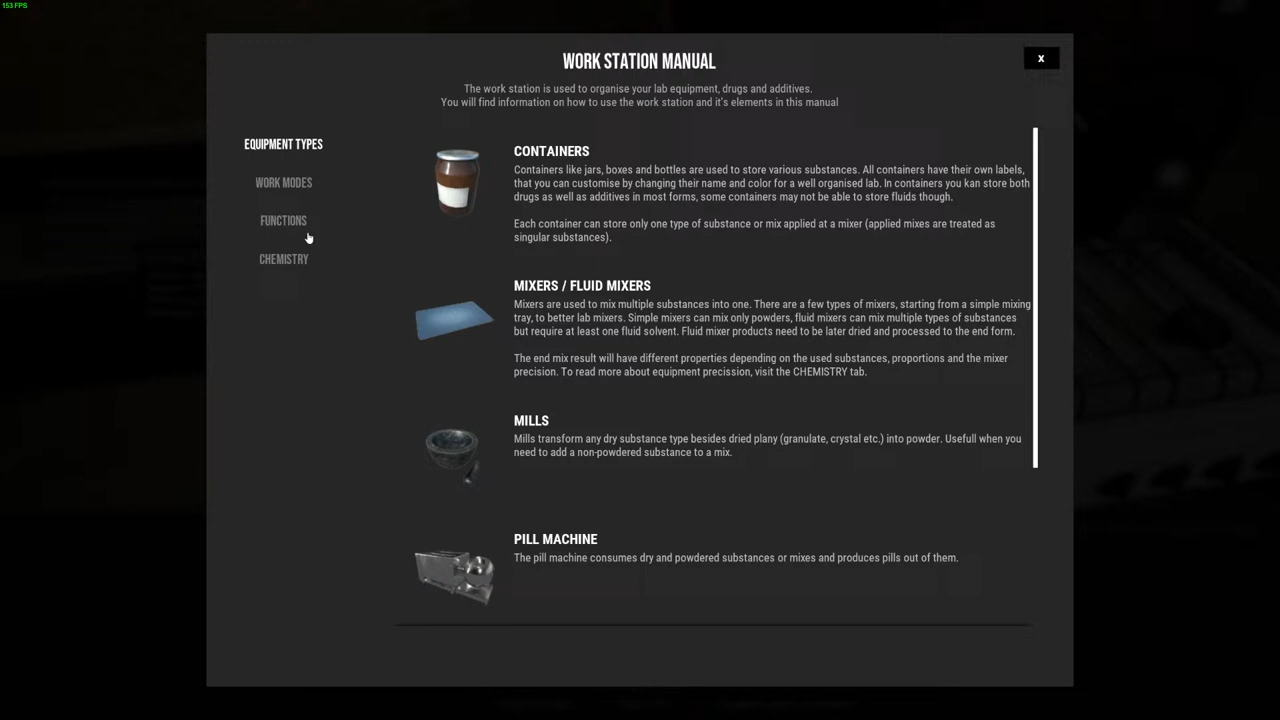 153 FPS
WORK STATION MANUAL
X
The work station is used to organise your lab equipment, drugs and additives.
You will find information on how to use the work station and it's elements in this manual
EQUIPMENT TYPES
WORK MODES
FUNCTIONS
CHEMISTRY
CONTAINERS
Containers like jars, boxes and bottles are used to store various substances. All containers have their own labels,
that you can customise by changing their name and color for a well organised lab. In containers you kan store both
drugs as well as additives in most forms, some containers may not be able to store fluids though.
Each container can store only one type of substance or mix applied at a mixer (applied mixes are treated as
singular substances).
MIXERS / FLUID MIXERS
Mixers are used to mix multiple substances into one. There are a few types of mixers, starting from a simple mixing
tray, to better lab mixers. Simple mixers can mix only powders, fluid mixers can mix multiple types of substances
but require at least one fluid solvent. Fluid mixer products need to be later dried and processed to the end form.
The end mix result will have different properties depending on the used substances, proportions and the mixer
precision. To read more about equipment precission, visit the CHEMISTRY tab.
MILLS
Mills transform any dry substance type besides dried plany (granulate, crystal etc.) into powder. Usefull when you
need to add a non-powdered substance to a mix.
PILL MACHINE
The pill machine consumes dry and powdered substances or mixes and produces pills out of them.